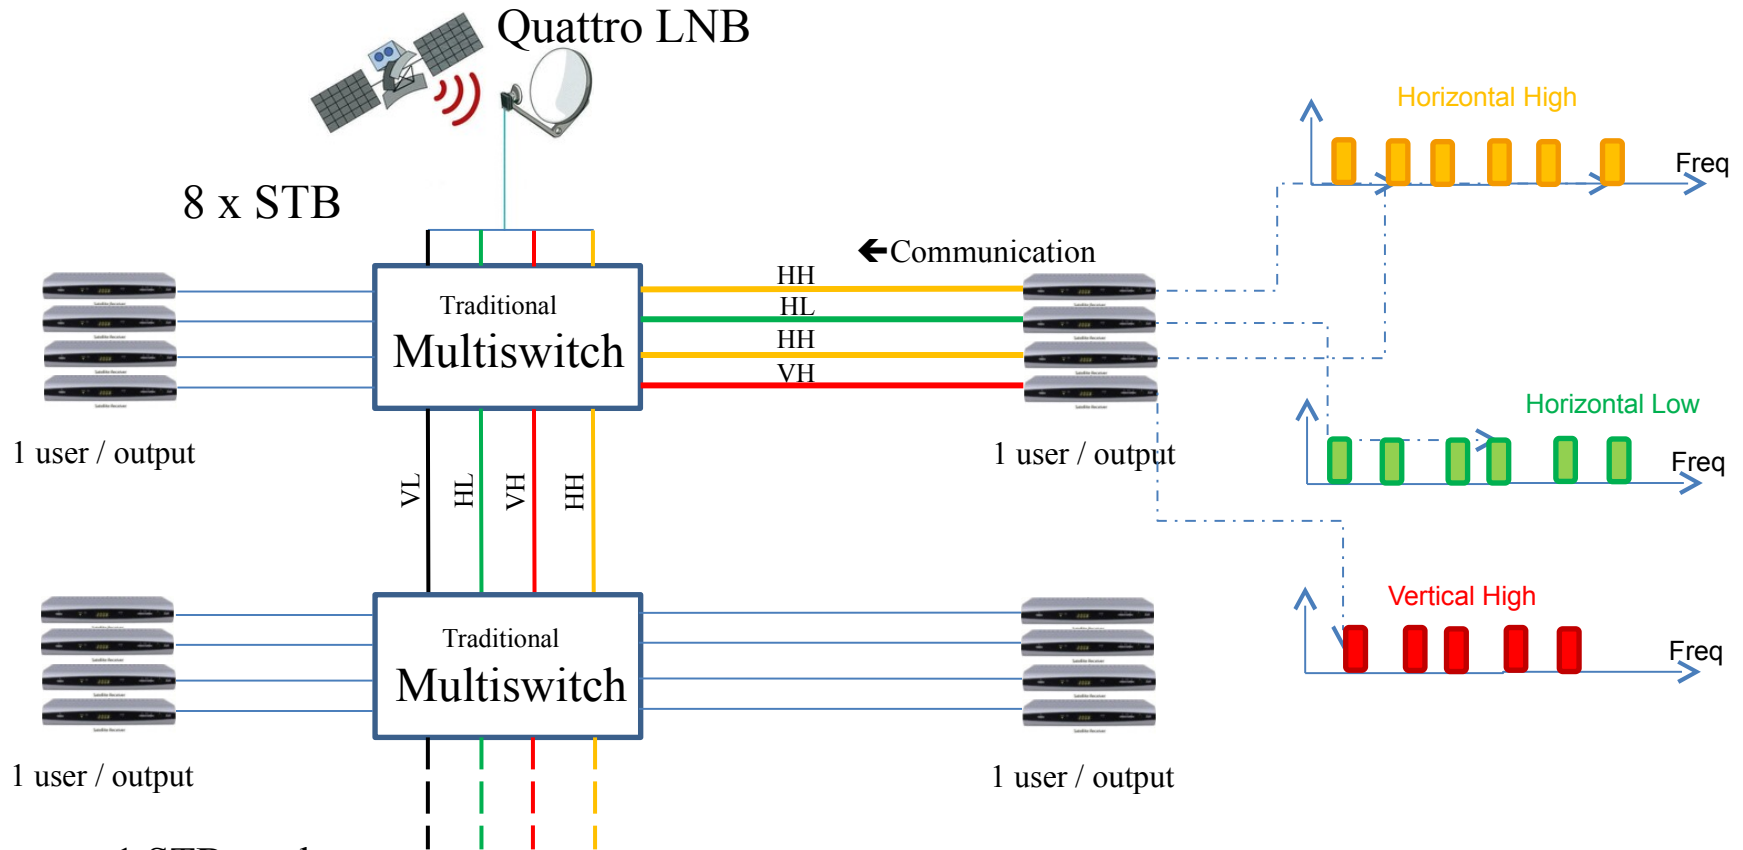 Quattro LNB
8 x STB
Horizontal High
Freq
🡸Communication
HH
HL
HH
VH
Traditional
Multiswitch
1 user / output
1 user / output
Horizontal Low
Freq
VL
HL
VH
HH
Vertical High
Freq
Traditional
Multiswitch
1 user / output
1 user / output